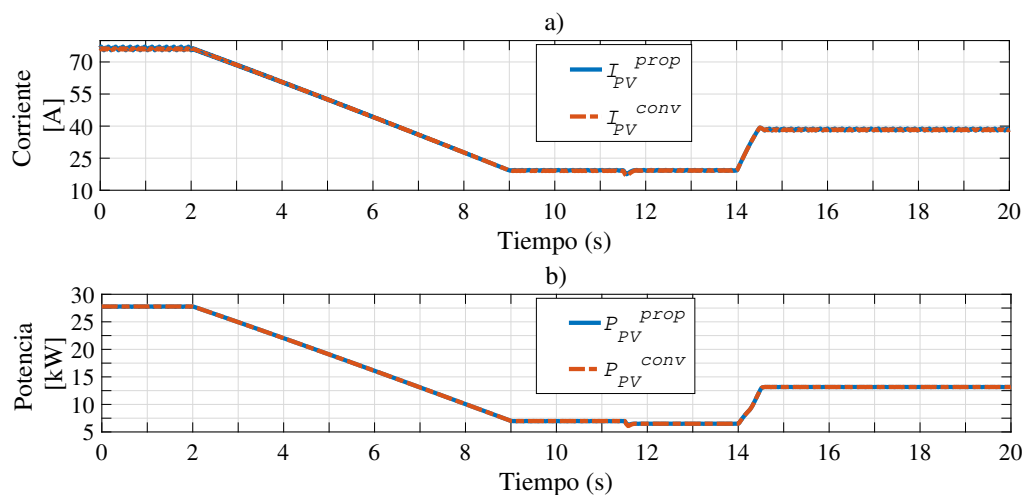 a)
70
55
40
25
10
Corriente
[A]
I_PV^prop
I_PV^conv
0 2 4 6 8 10 12 14 16 18 20
Tiempo (s)
b)
30
25
20
15
10
5
Potencia
[kW]
P_PV^prop
P_PV^conv
0 2 4 6 8 10 12 14 16 18 20
Tiempo (s)